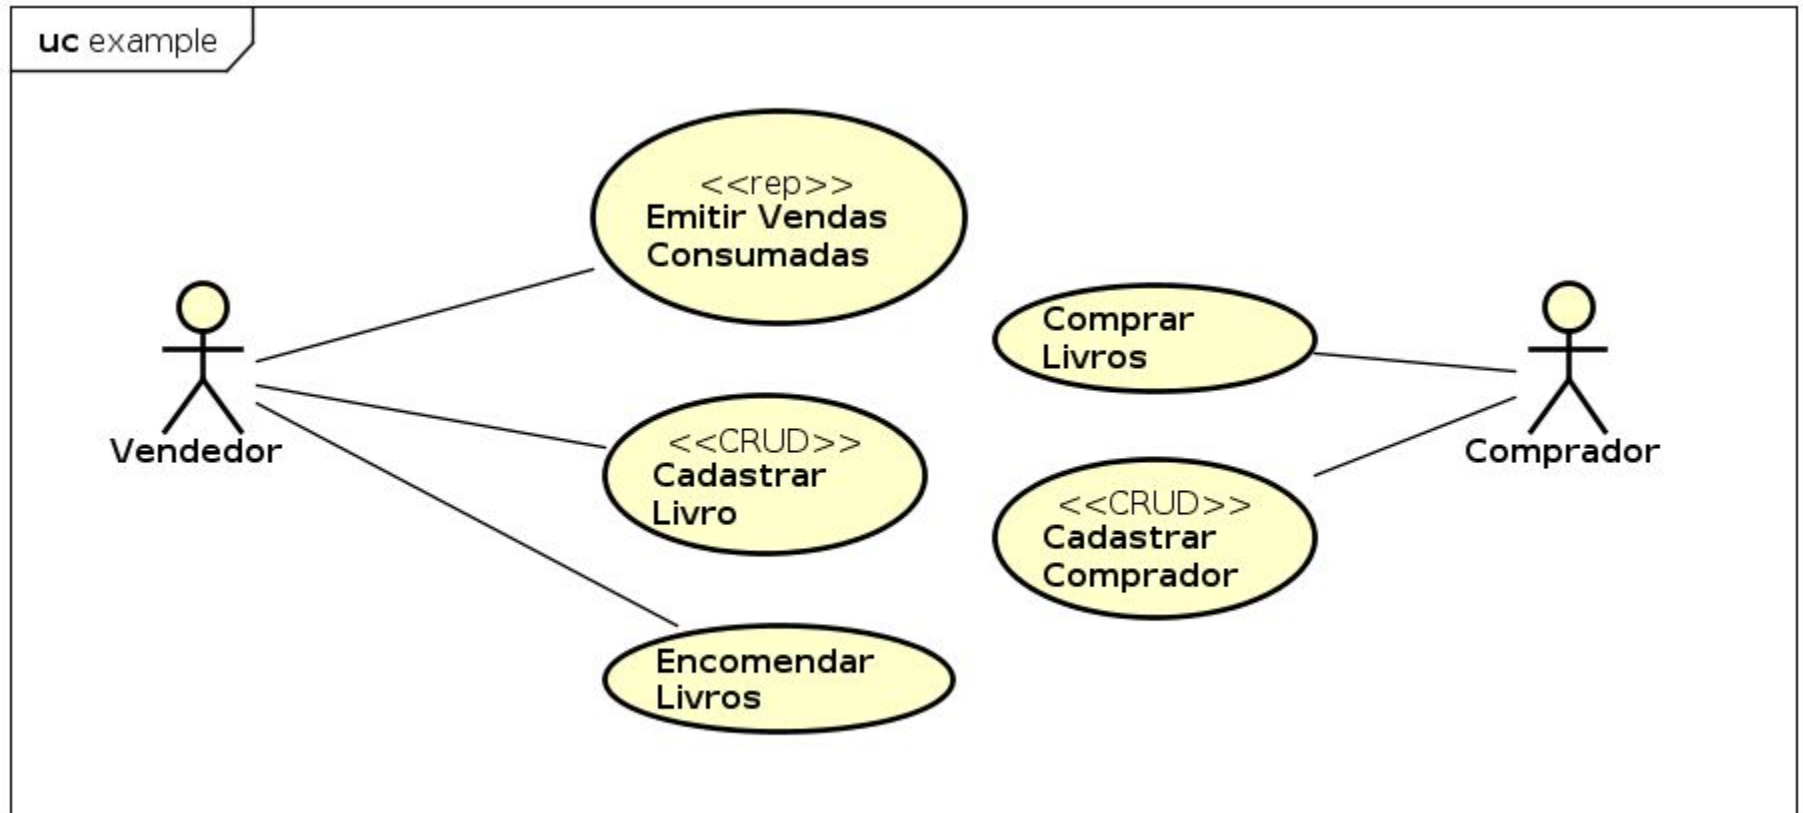 uc example
<<rep>>
Emitir Vendas
Consumadas
Comprar
Livros
Vendedor
Comprador
<<CRUD>>
Cadastrar
Livro
<<CRUD>>
Cadastrar
Comprador
Encomendar
Livros